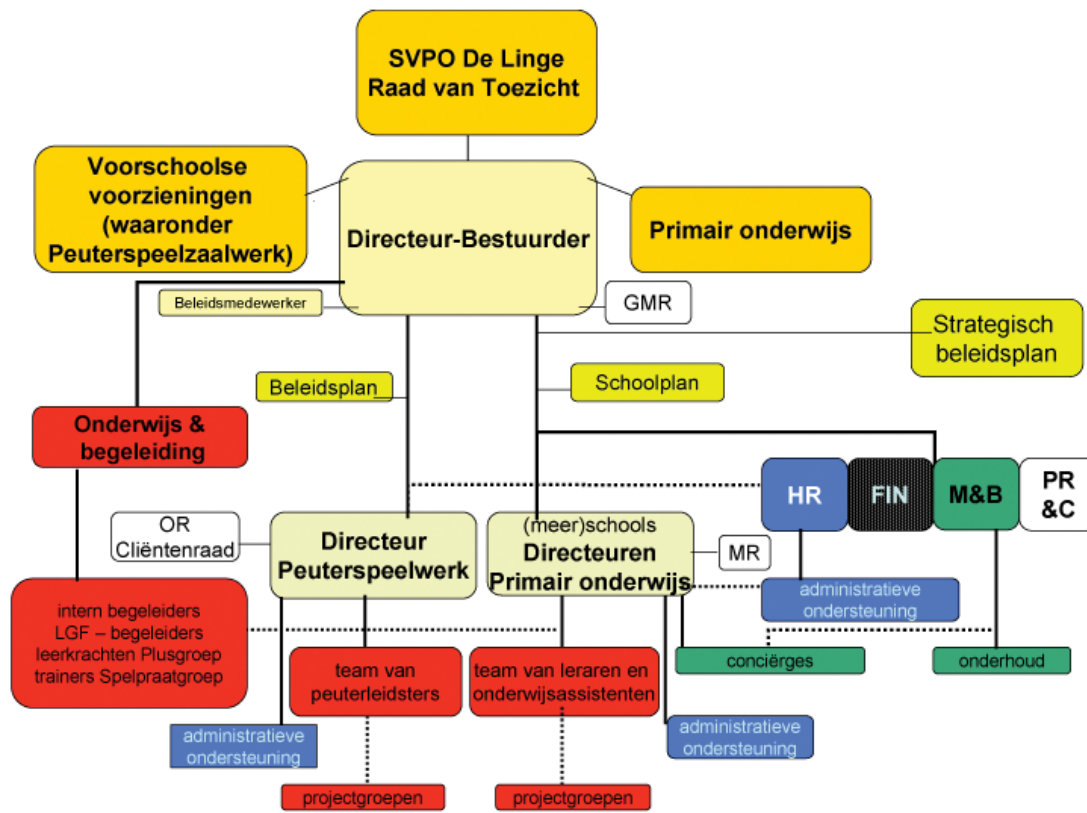 SVPO De Linge
Raad van Toezicht
Voorschoolse
voorzieningen
(waaronder
Peuterspeelzaalwerk)
Directeur-Bestuurder
Primair onderwijs
Beleidsmedewerker
GMR
Strategisch
beleidsplan
Beleidsplan
Schoolplan
Onderwijs &
begeleiding
HR
FIN
M&B
PR
&C
OR
Cliëntenraad
Directeur
Peuterspeelwerk
(meer)schools
Directeuren
Primair onderwijs
MR
administratieve
ondersteuning
intern begeleiders
LGF – begeleiders
leerkrachten Plusgroep
trainers Spelpraatgroep
team van
peuterleidsters
team van leraren en
onderwijsassistenten
conciërges
onderhoud
administratieve
ondersteuning
administratieve
ondersteuning
projectgroepen
projectgroepen